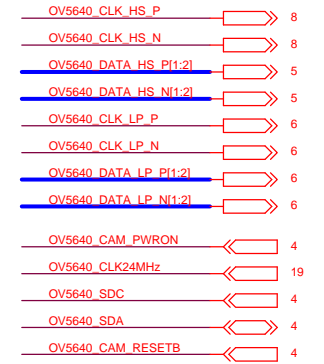 OV5640_CLK_HS_P 8
OV5640_CLK_HS_N 8
OV5640_DATA_HS_P[1:2] 5
OV5640_DATA_HS_N[1:2] 5
OV5640_CLK_LP_P 6
OV5640_CLK_LP_N 6
OV5640_DATA_LP_P[1:2] 6
OV5640_DATA_LP_N[1:2] 6
OV5640_CAM_PWRON 4
OV5640_CLK24MHz 19
OV5640_SDC 4
OV5640_SDA 4
OV5640_CAM_RESETB 4